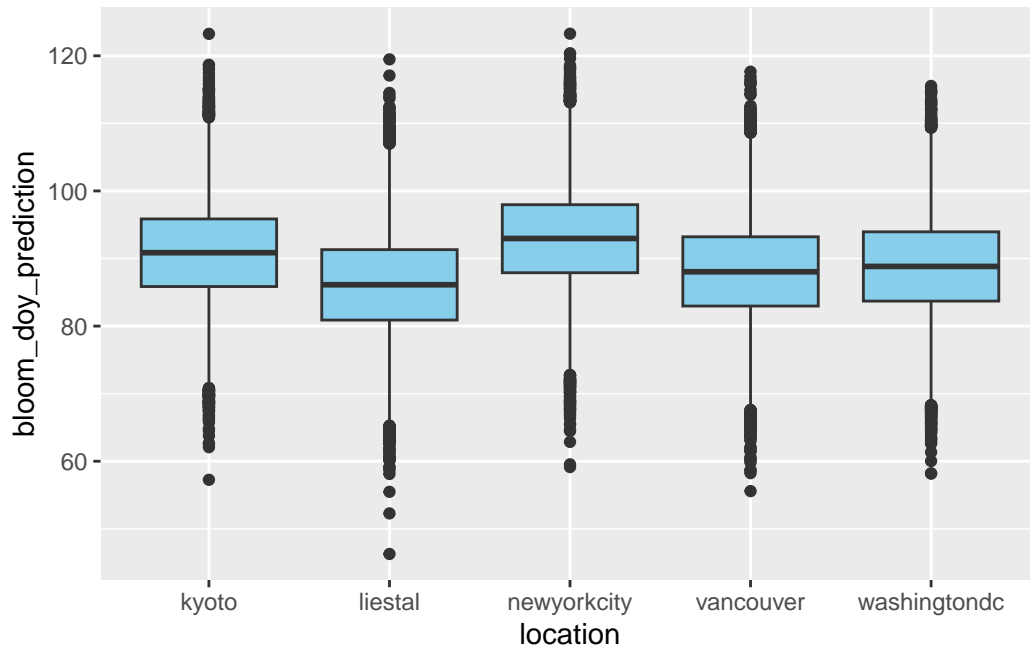 120
100
80
60
bloom_doy_prediction
kyoto liestal newyorkcity vancouver washingtondc
location